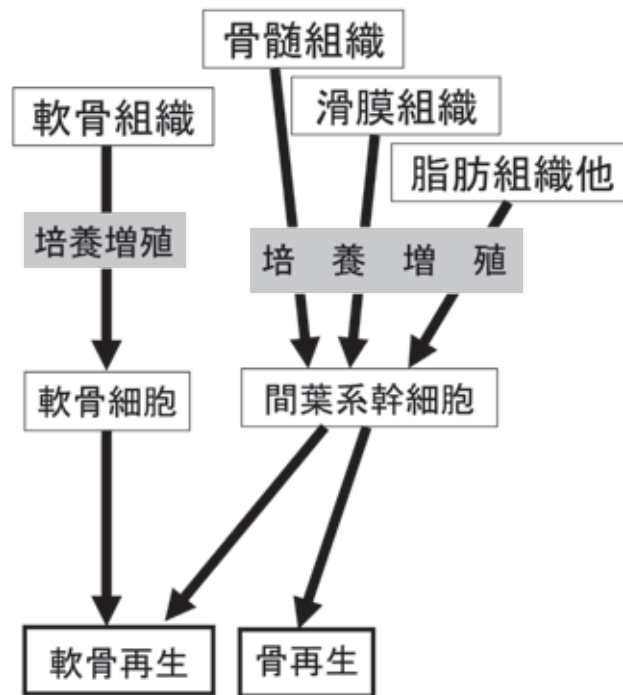 骨髄組織
滑膜組織
軟骨組織
脂肪組織他
培養増殖
培養増殖
軟骨細胞
間葉系幹細胞
軟骨再生
骨再生